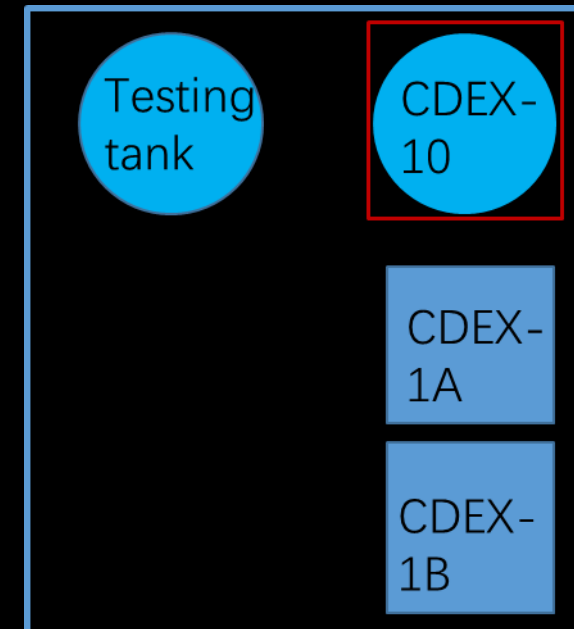 Testing
tank
CDEX-
10
CDEX-
1A
CDEX-
1B